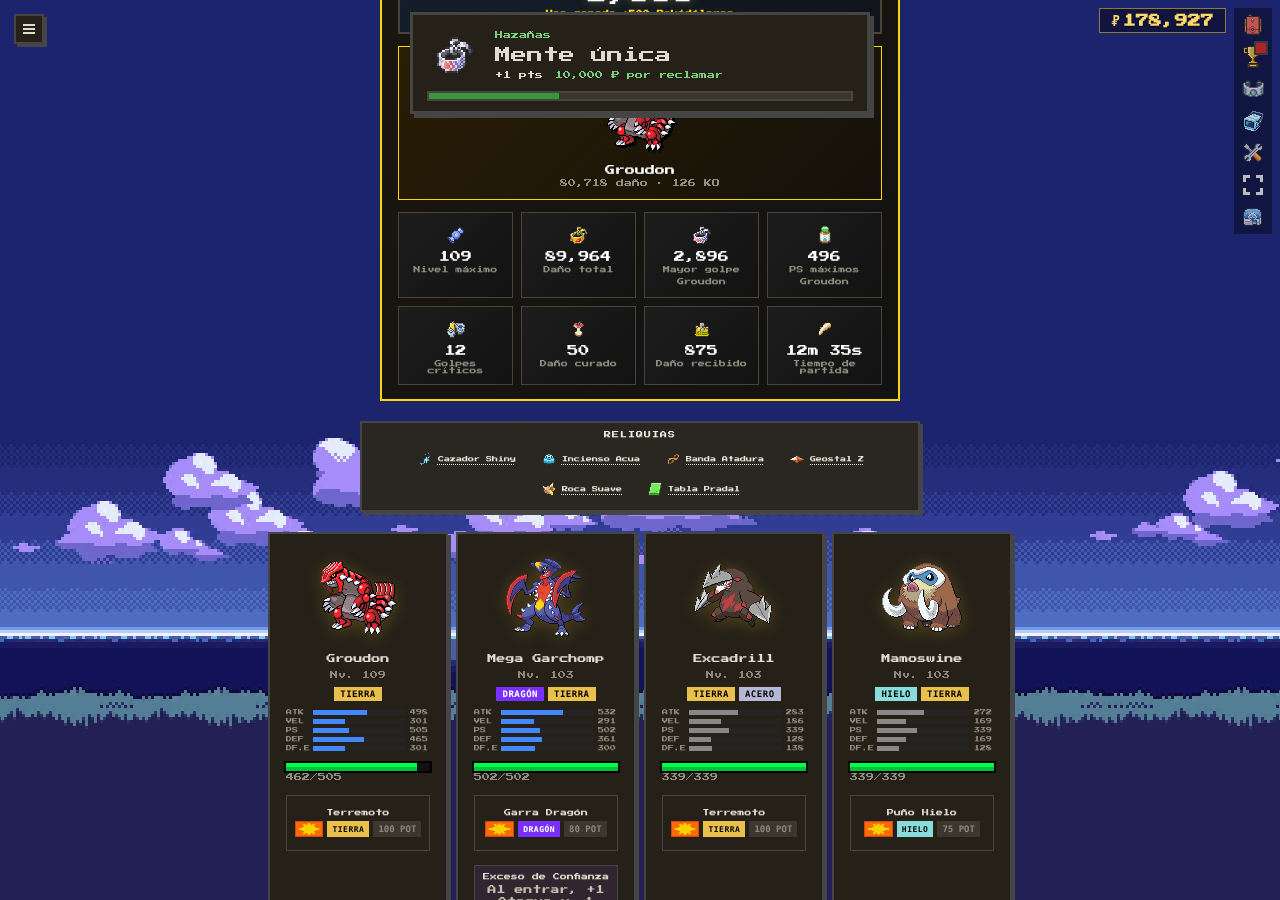 ₽178,927
Hazañas
Mente única
+1 pts 10,000 ₽ por reclamar
Groudon
80,718 daño · 126 KO
109
Nivel máximo
89,964
Daño total
2,896
Mayor golpe
Groudon
496
PS máximos
Groudon
12
Golpes
críticos
50
Daño curado
875
Daño recibido
12m 35s
Tiempo de
partida
RELIQUIAS
Cazador Shiny Incienso Acua Banda Atadura Geostal Z
Roca Suave Tabla Pradal
Groudon
Nv. 109
TIERRA
ATK 498
VEL 301
PS 505
DEF 465
DF.E 301
462/505
Terremoto
TIERRA 100 POT
Mega Garchomp
Nv. 103
DRAGÓN TIERRA
ATK 532
VEL 291
PS 502
DEF 361
DF.E 300
502/502
Garra Dragón
DRAGÓN 80 POT
Exceso de Confianza
Al entrar, +1
Excadrill
Nv. 103
TIERRA ACERO
ATK 283
VEL 186
PS 339
DEF 128
DF.E 138
339/339
Terremoto
TIERRA 100 POT
Mamoswine
Nv. 103
HIELO TIERRA
ATK 272
VEL 169
PS 339
DEF 169
DF.E 128
339/339
Puño Hielo
HIELO 75 POT